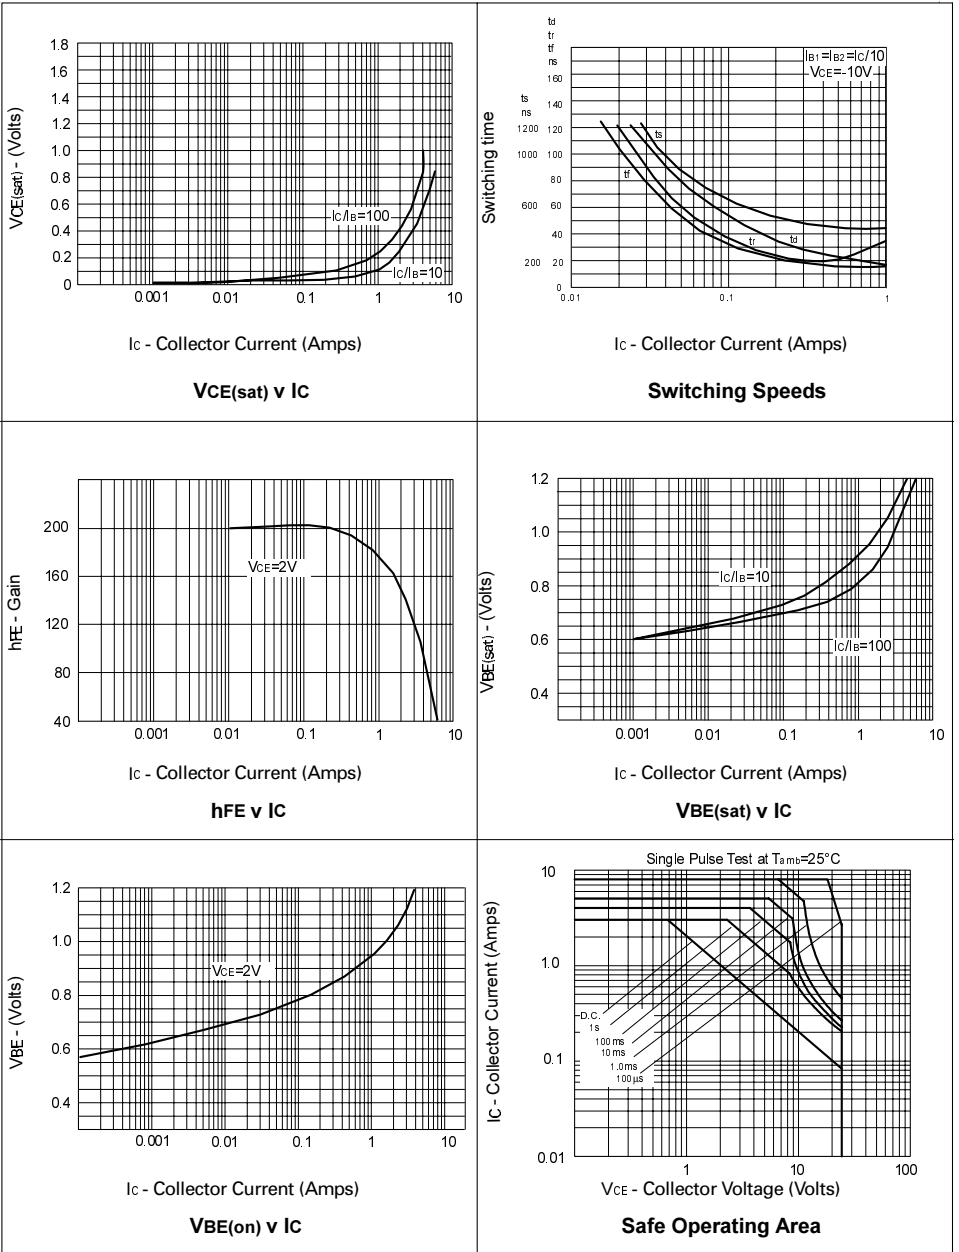 1.8
1.6
1.4
1.2
1.0
0.8
0.6
0.4
0.2
0
VCE(sat) - (Volts)
IC/IB=100
IC/IB=10
0.001 0.01 0.1 1 10
IC - Collector Current (Amps)
VCE(sat) v IC
td
tr
tf
ns
160
140
120
100
80
60
40
20
0
ts
ns
1200
1000
600
200
Switching time
IB1=IB2=IC/10
VCE=-10V
ts
tf
tr
td
0.01 0.1 1
IC - Collector Current (Amps)
Switching Speeds
200
160
120
80
40
hFE - Gain
VCE=2V
0.001 0.01 0.1 1 10
IC - Collector Current (Amps)
hFE v IC
1.2
1.0
0.8
0.6
0.4
VBE(sat) - (Volts)
IC/IB=10
IC/IB=100
0.001 0.01 0.1 1 10
IC - Collector Current (Amps)
VBE(sat) v IC
1.2
1.0
0.8
0.6
0.4
VBE - (Volts)
VCE=2V
0.001 0.01 0.1 1 10
IC - Collector Current (Amps)
VBE(on) v IC
Single Pulse Test at Tamb=25°C
10
1.0
0.1
0.01
IC - Collector Current (Amps)
D.C.
1s
100ms
10ms
1.0ms
100µs
1 10 100
VCE - Collector Voltage (Volts)
Safe Operating Area